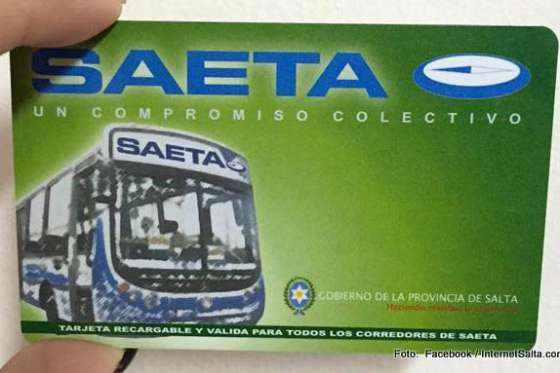 SAETA
UN COMPROMISO COLECTIVO
SAETA
GOBIERNO DE LA PROVINCIA DE SALTA
TARJETA RECARGABLE Y VALIDA PARA TODOS LOS CORREDORES DE SAETA
Foto: Facebook / InternetSalta.com